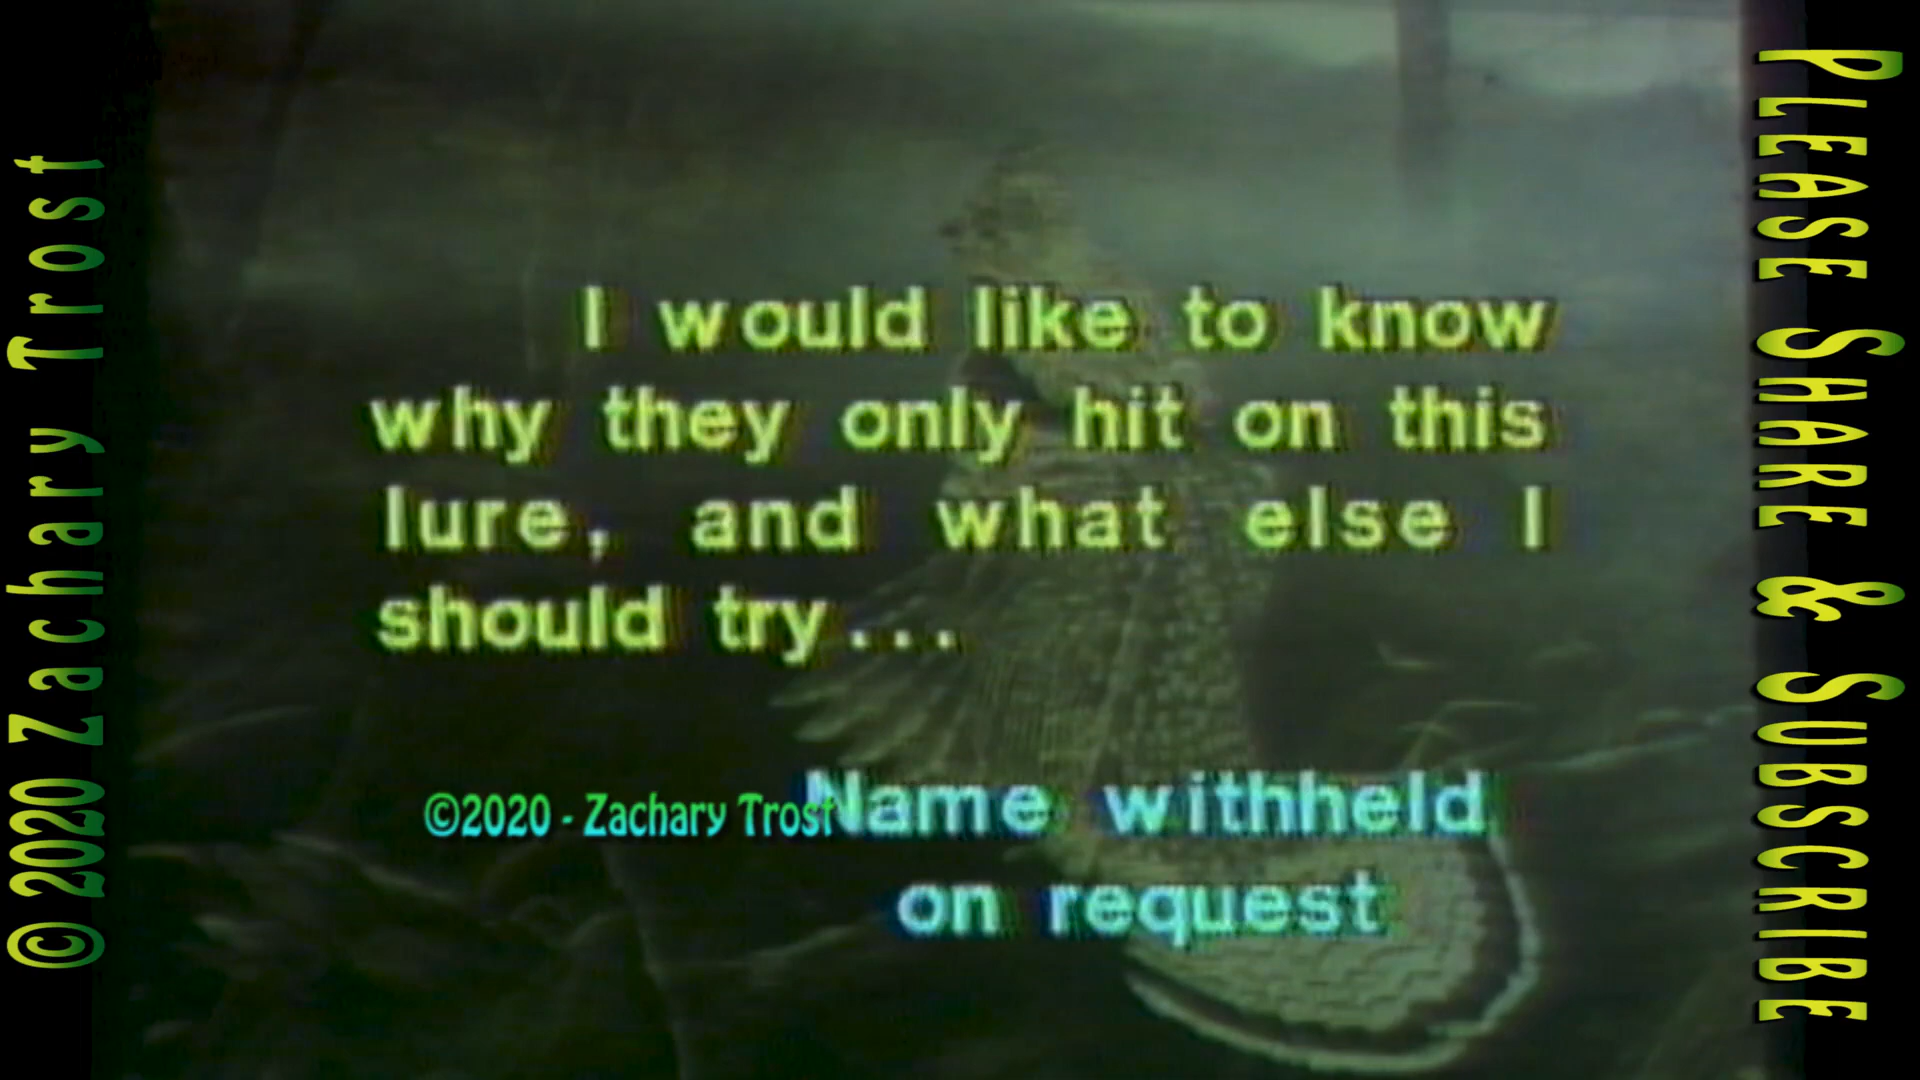 © 2020 Zachary Trost
I would like to know
why they only hit on this
lure, and what else I
should try...
©2020 - Zachary Trost
Name withheld
on request
Please Share & Subscribe